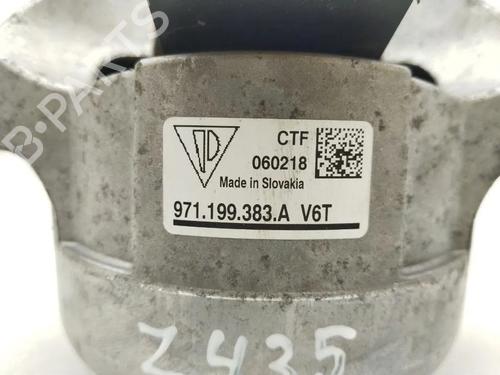 CTF
060218
Made in Slovakia
971.199.383.A V6T
Z435
B-PARTS